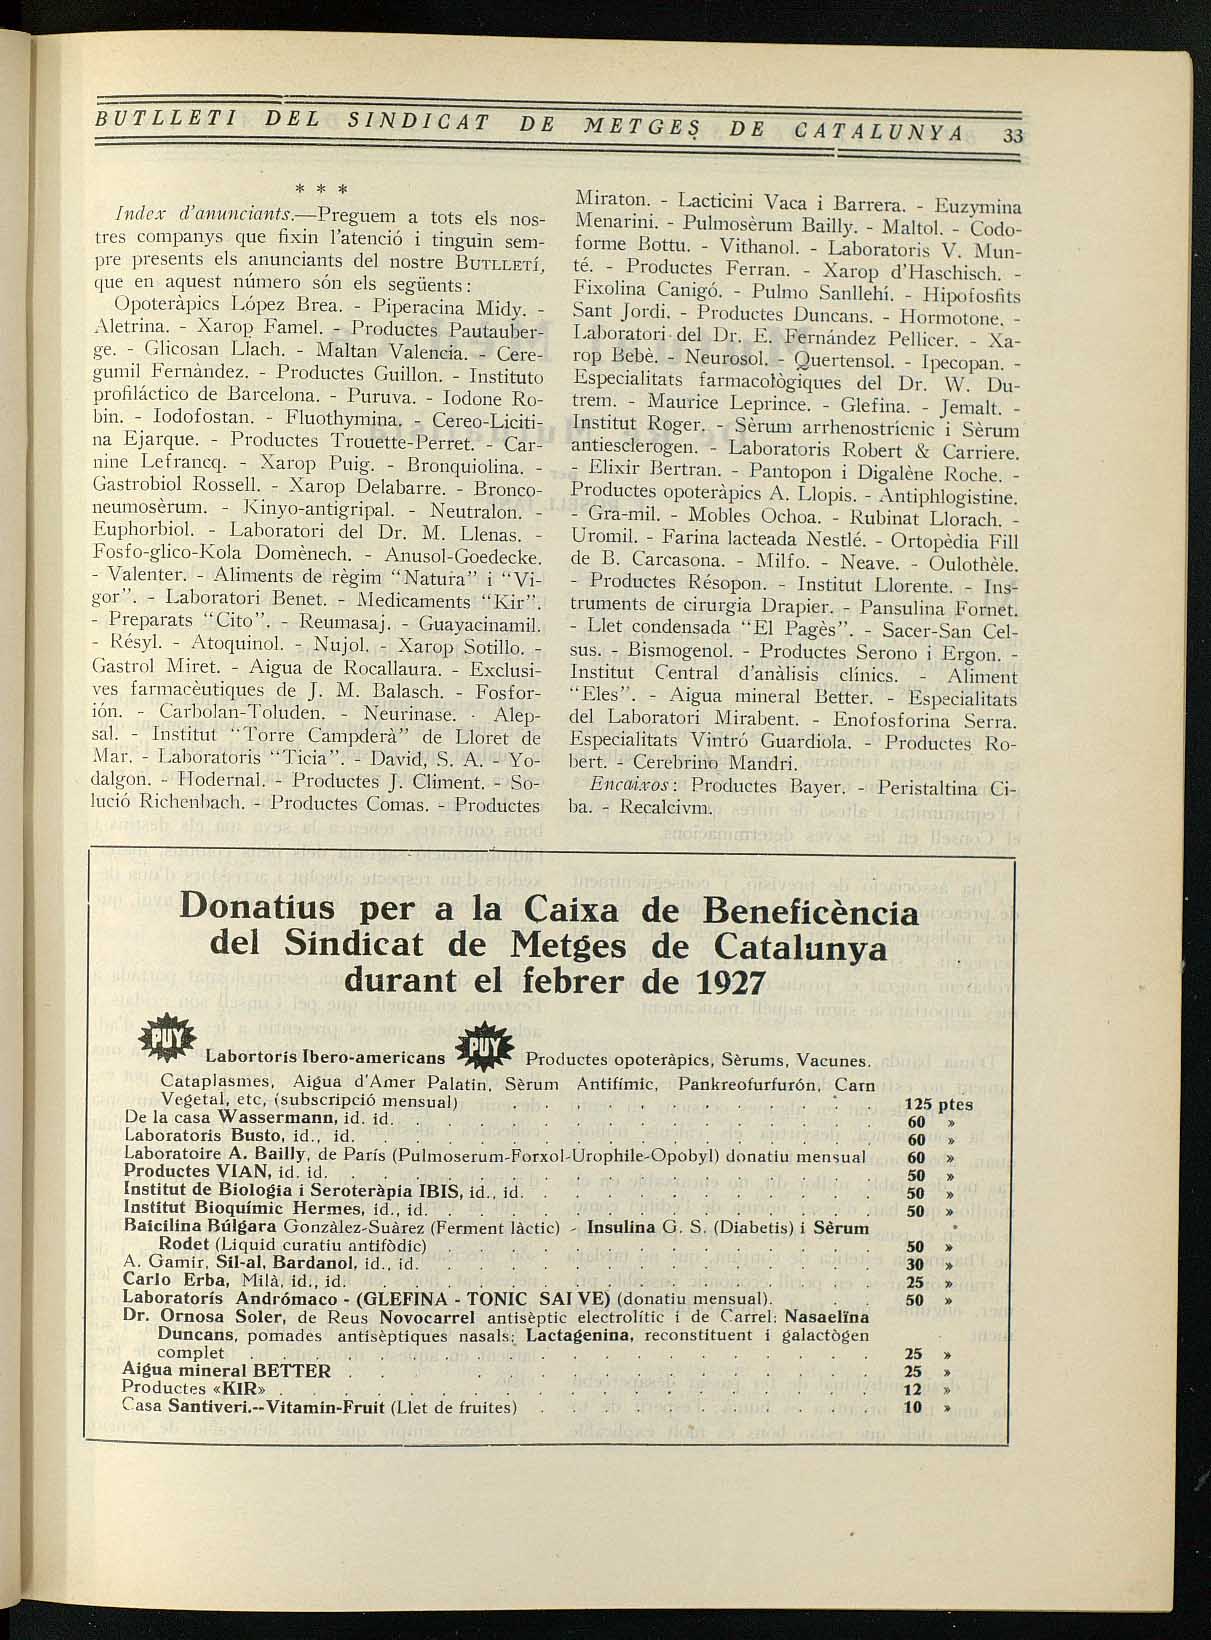 BUTLLETI DEL SINDICAT DE METGES DE CATALUNYA 33
* * *
Index d'anunciants.—Preguem a tots els nos-
tres companys que fixin l'atenció i tinguin sem-
pre presents els anunciants del nostre BUTLLETÍ,
que en aquest número són els següents:
Opoteràpics López Brea. - Piperacina Midy. -
Aletrina. - Xarop Famel. - Productes Pautauber-
ge. - Glicosan Llach. - Maltan Valencia. - Cere-
gumil Fernàndez. - Productes Guillon. - Instituto
profiláctico de Barcelona. - Puruva. - Iodone Ro-
bin. - Iodofostan. - Fluothymina. - Cereo-Liciti-
na Ejarque. - Productes Trouette-Perret. - Car-
nine Lefrancq. - Xarop Puig. - Bronquiolina. -
Gastrobiol Rossell. - Xarop Delabarre. - Bronco-
neumosèrum. - Kinyo-antigripal. - Neutralon. -
Euphorbiol. - Laboratori del Dr. M. Llenas. -
Fosfo-glico-Kola Domènech. - Anusol-Goedecke.
- Valenter. - Aliments de règim "Natura" i "Vi-
gor". - Laboratori Benet. - Medicaments "Kir".
- Preparats "Cito". - Reumasaj. - Guayacinamil.
- Résyl. - Atoquinol. - Nujol. - Xarop Sotillo. -
Gastrol Miret. - Aigua de Rocallaura. - Exclusi-
ves farmacèutiques de J. M. Balasch. - Fosfor-
ión. - Carbolan-Toluden. - Neurinase. - Alep-
sal. - Institut "Torre Campderà" de Lloret de
Mar. - Laboratoris "Ticia". - David, S. A. - Yo-
dalgon. - Hodernal. - Productes J. Climent. - So-
lució Richenbach. - Productes Comas. - Productes
Miraton. - Lacticini Vaca i Barrera. - Euzymina
Menarini. - Pulmosèrum Bailly. - Maltol. - Codo-
forme Bottu. - Vithanol. - Laboratoris V. Mun-
té. - Productes Ferran. - Xarop d'Haschisch. -
Fixolina Canigó. - Pulmo Sanllehí. - Hipofosfits
Sant Jordi. - Productes Duncans. - Hormotone. -
Laboratori del Dr. E. Fernández Pellicer. - Xa-
rop Bebè. - Neurosol. - Quertensol. - Ipecopan. -
Especialitats farmacològiques del Dr. W. Du-
trem. - Maurice Leprince. - Glefina. - Jemalt. -
Institut Roger. - Sèrum arrhenostricnic i Sèrum
antiesclerogen. - Laboratoris Robert & Carriere.
- Elixir Bertran. - Pantopon i Digalène Roche. -
Productes opoteràpics A. Llopis. - Antiphlogistine.
- Gra-mil. - Mobles Ochoa. - Rubinat Llorach. -
Uromil. - Farina lacteada Nestlé. - Ortopèdia Fill
de B. Carcasona. - Milfo. - Neave. - Oulothèle.
- Productes Résopon. - Institut Llorente. - Ins-
truments de cirurgia Drapier. - Pansulina Fornet.
- Llet condensada "El Pagès". - Sacer-San Cel-
sus. - Bismogenol. - Productes Serono i Ergon. -
Institut Central d'anàlisis clínics. - Aliment
"Eles". - Aigua mineral Better. - Especialitats
del Laboratori Mirabent. - Enofosforina Serra.
Especialitats Vintró Guardiola. - Productes Ro-
bert. - Cerebrino Mandri.
Encaixos: Productes Bayer. - Peristaltina Ci-
ba. - Recalcivm.
Donatius per a la Caixa de Beneficència
del Sindicat de Metges de Catalunya
durant el febrer de 1927
PUY Labortoris Ibero-americans PUY Productes opoteràpics, Sèrums, Vacunes,
Cataplasmes, Aigua d'Amer Palatin, Sèrum Antifímic, Pankreofurfurón, Carn
Vegetal, etc, (subscripció mensual) 125 ptes
De la casa Wassermann, id. id. 60 »
Laboratoris Busto, id., id. 60 »
Laboratoire A. Bailly, de París (Pulmoserum-Forxol-Urophile-Opobyl) donatiu mensual 60 »
Productes VIAN, id. id. 50 »
Institut de Biologia i Seroteràpia IBIS, id., id. 50 »
Institut Bioquímic Hermes, id., id. 50 »
Baicilina Búlgara Gonzàlez-Suàrez (Ferment làctic) - Insulina G. S. (Diabetis) i Sèrum
Rodet (Liquid curatiu antifòdic) 50 »
A. Gamir, Sil-al, Bardanol, id., id. 30 »
Carlo Erba, Milà, id., id. 25 »
Laboratorís Andrómaco - (GLEFINA - TONIC SALVE) (donatiu mensual). 50 »
Dr. Ornosa Soler, de Reus Novocarrel antisèptic electrolític i de Carrel: Nasaelïna
Duncans, pomades antisèptiques nasals; Lactagenina, reconstituent i galactògen
complet 25 »
Aigua mineral BETTER 25 »
Productes «KIR» 12 »
Casa Santiveri.--Vitamin-Fruit (Llet de fruites) 10 »